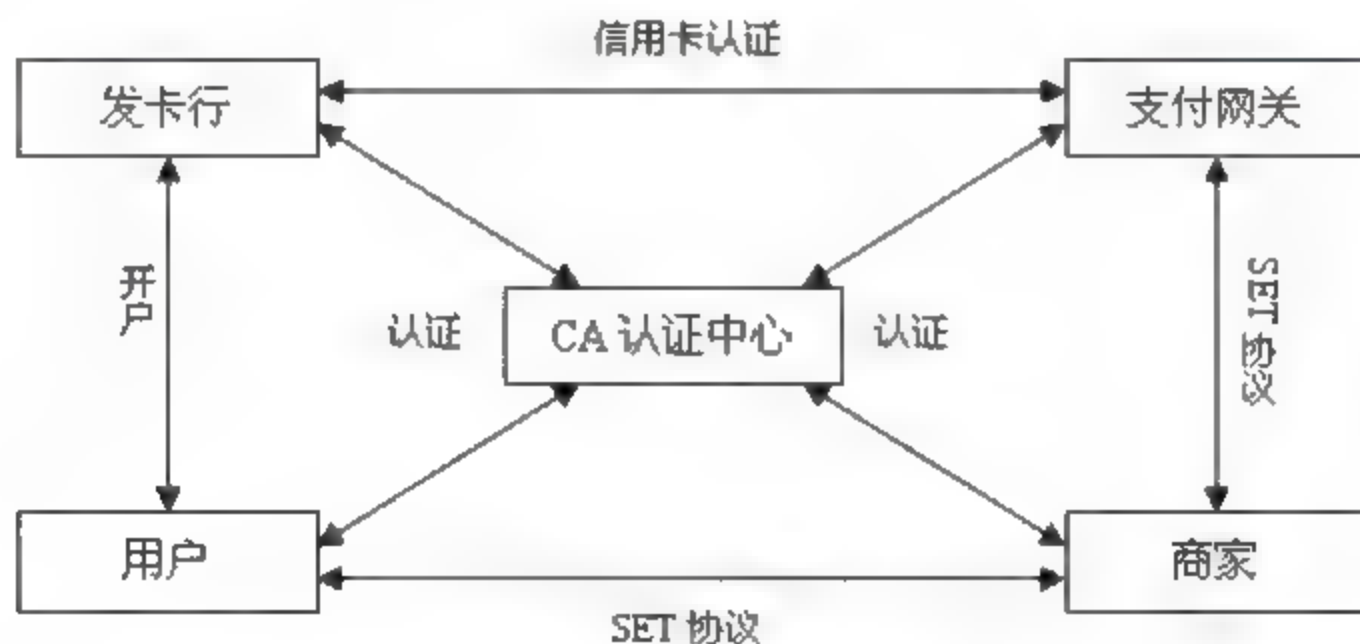 信用卡认证
发卡行
支付网关
开户
SET 协议
认证
CA 认证中心
认证
用户
商家
SET 协议